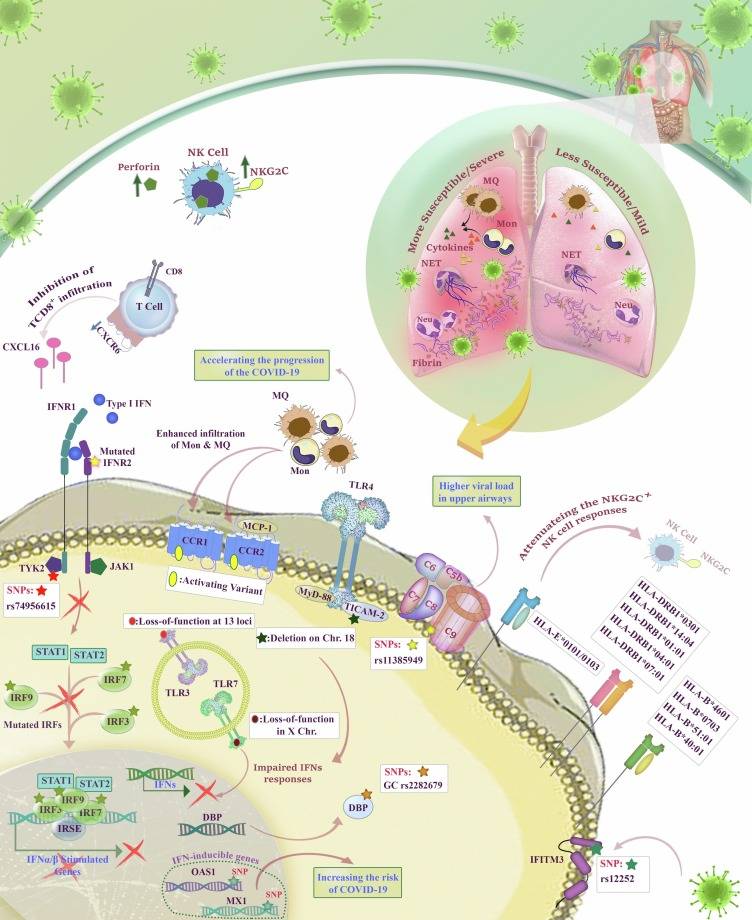 NK Cell
Perforin
NKG2C
More Susceptible/Severe
Less Susceptible/Mild
MQ
Mon
Cytokines
NET
NET
Neu
Neu
Fibrin
Inhibition of
TCD8+ infiltration
CD8
T Cell
CXCR6
CXCL16
Accelerating the progression
of the COVID-19
IFNR1
Type I IFN
MQ
Enhanced infiltration
of Mon & MQ
Mutated
IFNR2
Mon
TLR4
Higher viral load
in upper airways
Attenuateing the NKG2C+
NK cell responses
NK Cell
NKG2C
MCP-1
CCR1
CCR2
:Activating Variant
TYK2
JAK1
SNPs:
rs74956615
MyD-88
TICAM-2
C6
C5b
C7
C8
C9
HLA-E*0101/0103
HLA-DRB1*0301
HLA-DRB1*14:04
HLA-DRB1*01:01
HLA-DRB1*04:01
HLA-DRB1*07:01
:Loss-of-function at 13 loci
:Deletion on Chr. 18
SNPs:
rs11385949
STAT1
STAT2
TLR3
TLR7
IRF7
IRF9
IRF3
Mutated IRFs
:Loss-of-function
in X Chr.
HLA-B*4601
HLA-B*0703
HLA-B*51:01
HLA-B*40:01
Impaired IFNs
responses
STAT1
STAT2
IRF9
IRF3
IRF7
IRSE
IFNs
SNPs:
GC rs2282679
DBP
DBP
IFNα/β Stimulated
Genes
IFN-inducible genes
OAS1
SNP
MX1
SNP
Increasing the risk
of COVID-19
IFITM3
SNP:
rs12252